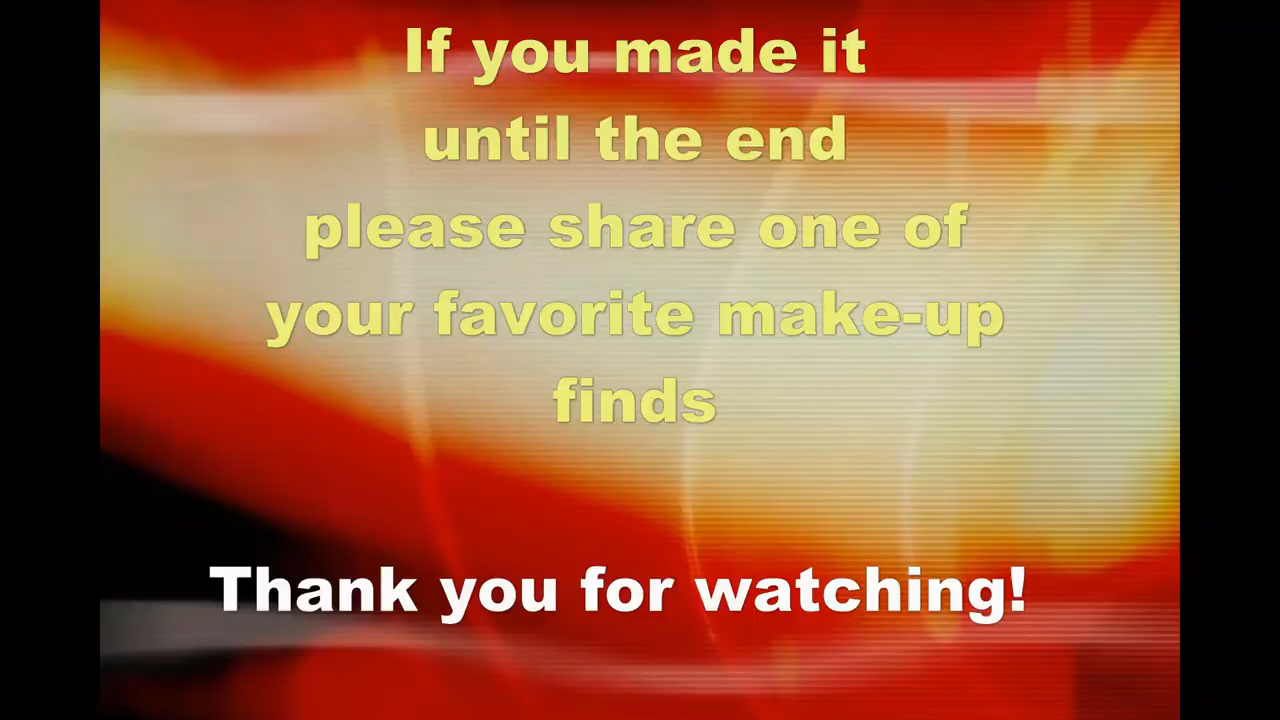 If you made it
until the end
please share one of
your favorite make-up
finds
Thank you for watching!